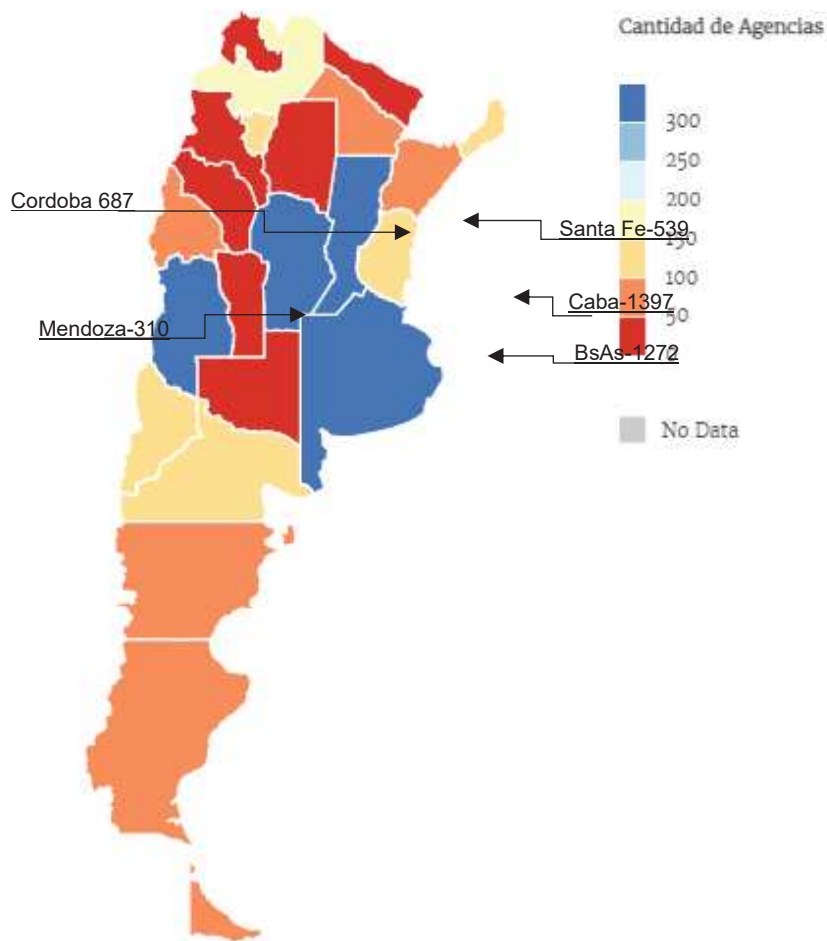 Cantidad de Agencias
300
250
200
Cordoba 687
Santa Fe-539
150
100
Caba-1397
50
Mendoza-310
BsAs-1272
0
No Data